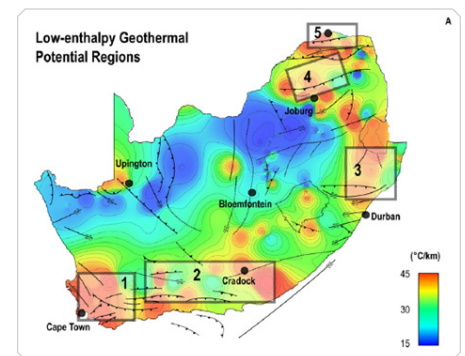 A
Low-enthalpy Geothermal
Potential Regions
5
4
Joburg
3
Upington
Bloemfontein
Durban
(°C/km)
45
30
15
2
1
Cradock
Cape Town